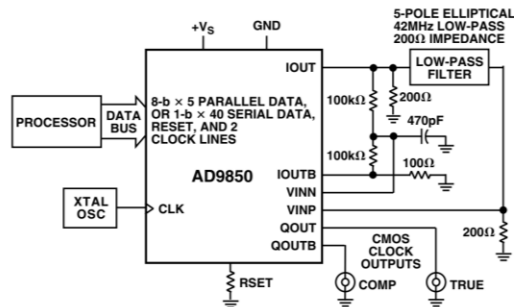 5-POLE ELLIPTICAL
42MHz LOW-PASS
200Ω IMPEDANCE
+VS
GND
IOUT
LOW-PASS
FILTER
8-b × 5 PARALLEL DATA,
OR 1-b × 40 SERIAL DATA,
RESET, AND 2
CLOCK LINES
100kΩ
200Ω
470pF
PROCESSOR
DATA
BUS
100kΩ
100Ω
AD9850
IOUTB
VINN
XTAL
OSC
CLK
VINP
QOUT
QOUTB
CMOS
CLOCK
OUTPUTS
200Ω
RSET
COMP
TRUE